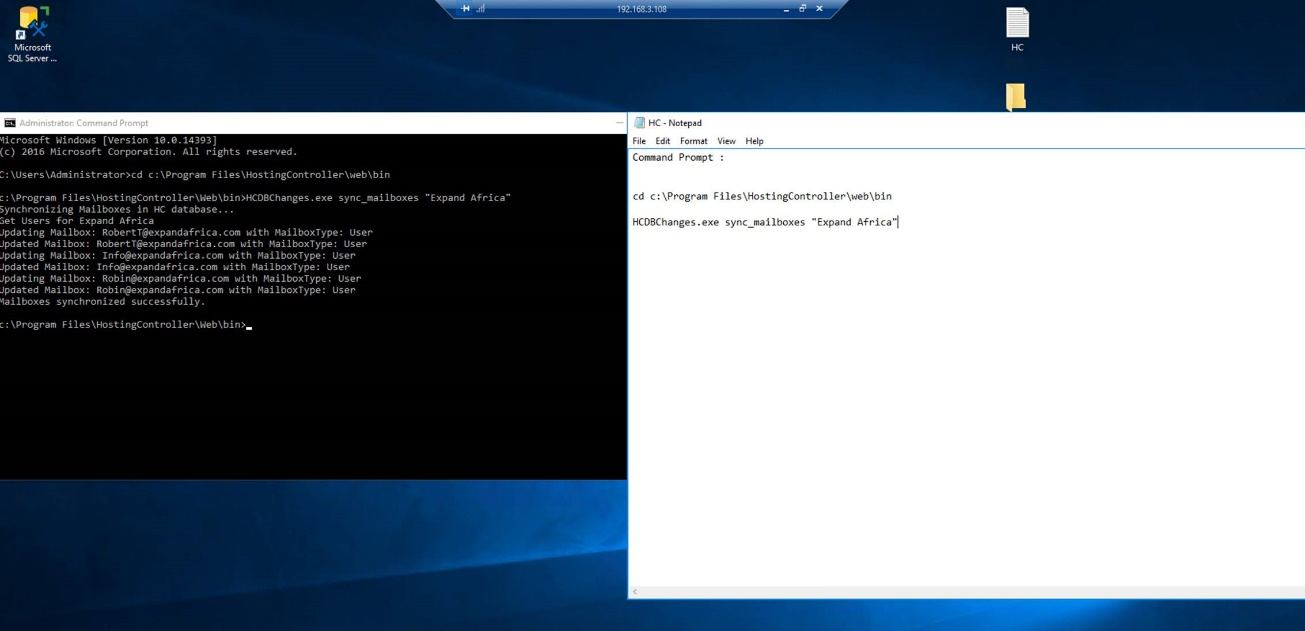 192.168.3.108
Microsoft
SQL Server ...
HC
Administrator: Command Prompt
Microsoft Windows [Version 10.0.14393]
(c) 2016 Microsoft Corporation. All rights reserved.
C:\Users\Administrator>cd c:\Program Files\HostingController\web\bin
c:\Program Files\HostingController\Web\bin>HCDBChanges.exe sync_mailboxes "Expand Africa"
Synchronizing Mailboxes in HC database...
Get Users for Expand Africa
Updating Mailbox: RobertT@expandafrica.com with MailboxType: User
Updated Mailbox: RobertT@expandafrica.com with MailboxType: User
Updating Mailbox: Info@expandafrica.com with MailboxType: User
Updated Mailbox: Info@expandafrica.com with MailboxType: User
Updating Mailbox: Robin@expandafrica.com with MailboxType: User
Updated Mailbox: Robin@expandafrica.com with MailboxType: User
Mailboxes synchronized successfully.
c:\Program Files\HostingController\Web\bin>
HC - Notepad
File Edit Format View Help
Command Prompt :
cd c:\Program Files\HostingController\web\bin
HCDBChanges.exe sync_mailboxes "Expand Africa"